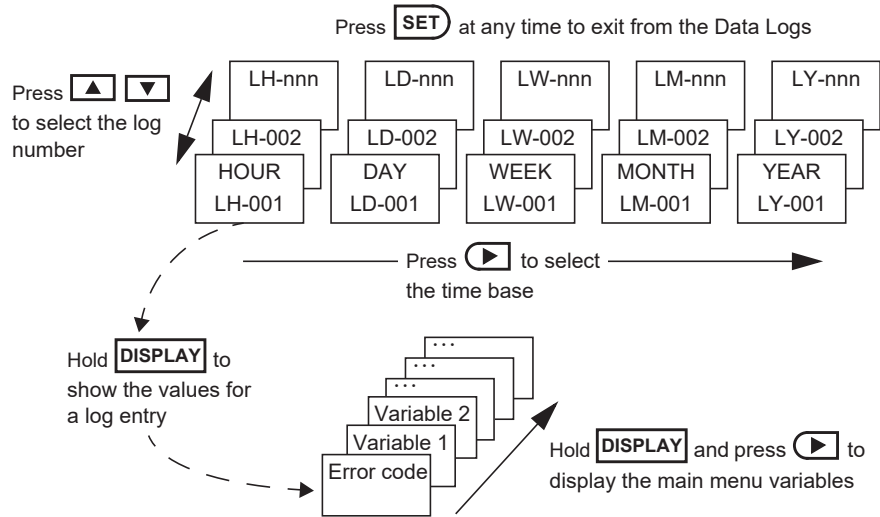 Press SET at any time to exit from the Data Logs
Press ▲ ▼
to select the log
number
LH-nnn LD-nnn LW-nnn LM-nnn LY-nnn
LH-002 LD-002 LW-002 LM-002 LY-002
HOUR DAY WEEK MONTH YEAR
LH-001 LD-001 LW-001 LM-001 LY-001
Press ▶ to select
the time base
Hold DISPLAY to
show the values for
a log entry
...
...
...
Variable 2
Variable 1
Error code
Hold DISPLAY and press ▶ to
display the main menu variables